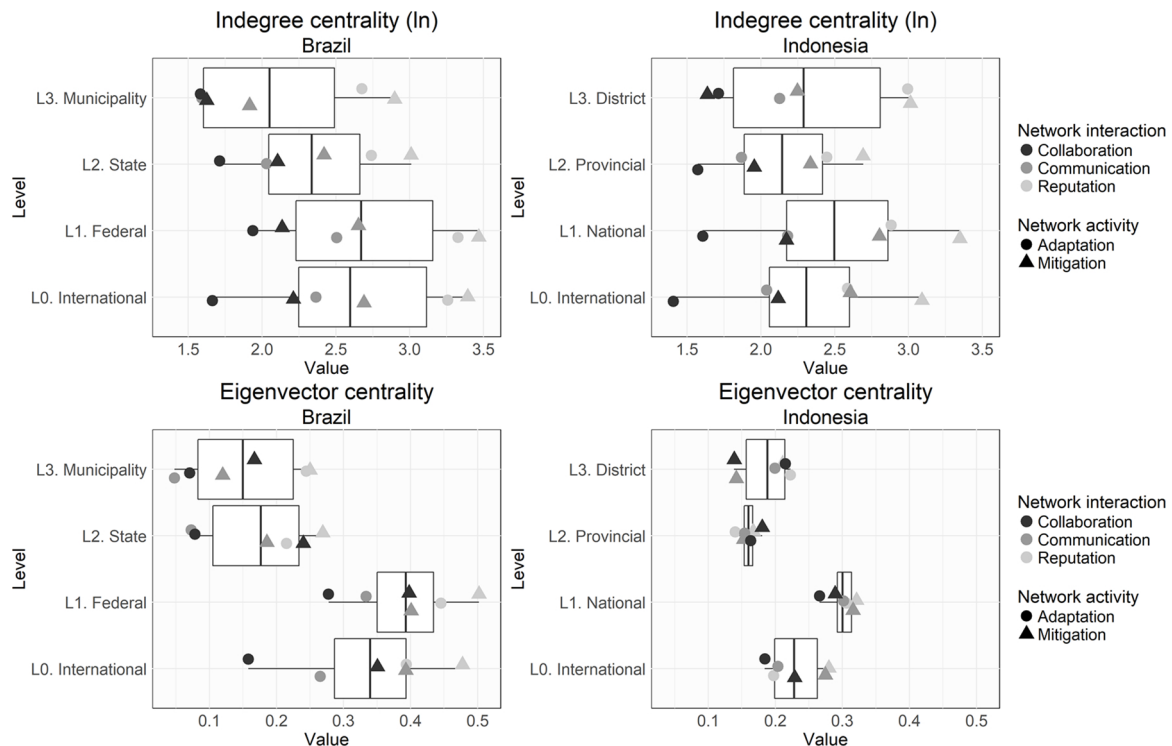 Indegree centrality (ln)
Brazil
L3. Municipality
L2. State
L1. Federal
L0. International
Level
1.5 2.0 2.5 3.0 3.5
Value
Indegree centrality (ln)
Indonesia
L3. District
L2. Provincial
L1. National
L0. International
Level
1.5 2.0 2.5 3.0 3.5
Value
Network interaction
Collaboration
Communication
Reputation
Network activity
Adaptation
Mitigation
Eigenvector centrality
Brazil
L3. Municipality
L2. State
L1. Federal
L0. International
Level
0.1 0.2 0.3 0.4 0.5
Value
Eigenvector centrality
Indonesia
L3. District
L2. Provincial
L1. National
L0. International
Level
0.1 0.2 0.3 0.4 0.5
Value
Network interaction
Collaboration
Communication
Reputation
Network activity
Adaptation
Mitigation